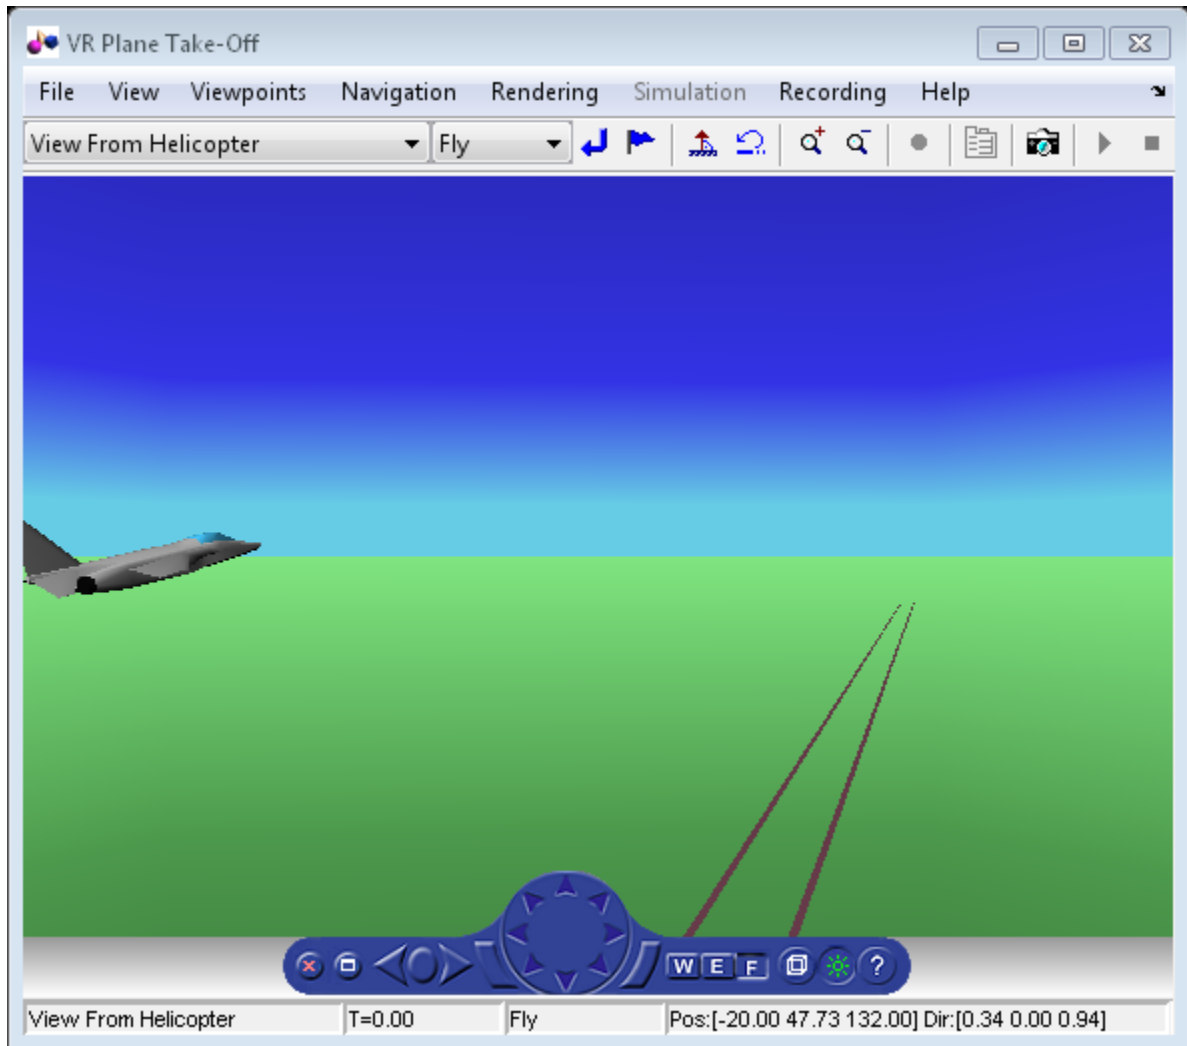 VR Plane Take-Off
File View Viewpoints Navigation Rendering Simulation Recording Help
View From Helicopter Fly
W E F ?
View From Helicopter T=0.00 Fly Pos:[-20.00 47.73 132.00] Dir:[0.34 0.00 0.94]